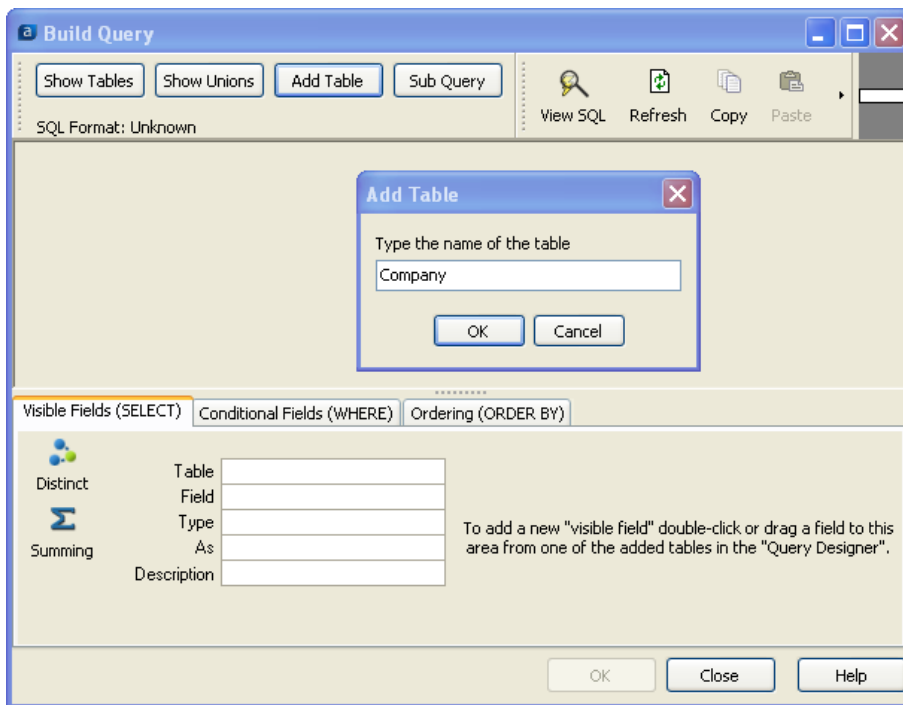 Build Query
Show Tables Show Unions Add Table Sub Query
View SQL Refresh Copy Paste
SQL Format: Unknown
Add Table
Type the name of the table
Company
OK Cancel
Visible Fields (SELECT) Conditional Fields (WHERE) Ordering (ORDER BY)
Distinct
Summing
Table
Field
Type
As
Description
To add a new "visible field" double-click or drag a field to this
area from one of the added tables in the "Query Designer".
OK Close Help